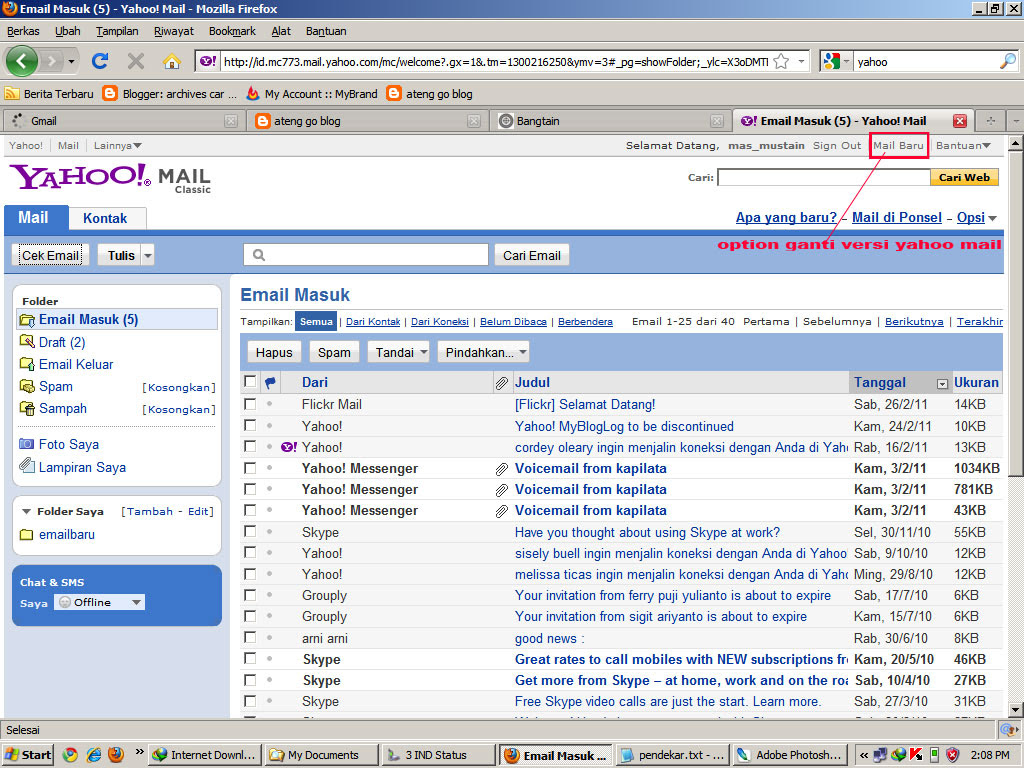 Email Masuk (5) - Yahoo! Mail - Mozilla Firefox
Berkas Ubah Tampilan Riwayat Bookmark Alat Bantuan
http://id.mc773.mail.yahoo.com/mc/welcome?.gx=1&.tm=1300216250&ymv=3#_pg=showFolder;_ylc=X3oDMTI yahoo
Berita Terbaru Blogger: archives car ... My Account :: MyBrand ateng go blog
Gmail ateng go blog Bangtain Email Masuk (5) - Yahoo! Mail
Yahoo! | Mail | Lainnya Selamat Datang, mas_mustain Sign Out Mail Baru Bantuan
YAHOO!® MAIL
Classic
Cari: Cari Web
Mail Kontak
Apa yang baru? - Mail di Ponsel - Opsi
option ganti versi yahoo mail
Cek Email Tulis Cari Email
Folder
Email Masuk (5)
Draft (2)
Email Keluar
Spam [Kosongkan]
Sampah [Kosongkan]
Foto Saya
Lampiran Saya
Folder Saya [Tambah - Edit]
emailbaru
Chat & SMS
Saya Offline
Email Masuk
Tampilkan: Semua | Dari Kontak | Dari Koneksi | Belum Dibaca | Berbendera Email 1-25 dari 40 Pertama | Sebelumnya | Berikutnya | Terakhir
Hapus Spam Tandai Pindahkan...
Dari Judul Tanggal Ukuran
Flickr Mail [Flickr] Selamat Datang! Sab, 26/2/11 14KB
Yahoo! Yahoo! MyBlogLog to be discontinued Kam, 24/2/11 10KB
Y! Yahoo! cordey oleary ingin menjalin koneksi dengan Anda di Yaho Rab, 16/2/11 13KB
Yahoo! Messenger Voicemail from kapilata Kam, 3/2/11 1034KB
Yahoo! Messenger Voicemail from kapilata Kam, 3/2/11 781KB
Yahoo! Messenger Voicemail from kapilata Kam, 3/2/11 43KB
Skype Have you thought about using Skype at work? Sel, 30/11/10 55KB
Yahoo! sisely buell ingin menjalin koneksi dengan Anda di Yahoo Sab, 9/10/10 12KB
Yahoo! melissa ticas ingin menjalin koneksi dengan Anda di Yaho Ming, 29/8/10 12KB
Grouply Your invitation from ferry puji yulianto is about to expire Sab, 17/7/10 6KB
Grouply Your invitation from sigit ariyanto is about to expire Kam, 15/7/10 6KB
arni arni good news : Rab, 30/6/10 8KB
Skype Great rates to call mobiles with NEW subscriptions fr Kam, 20/5/10 46KB
Skype Get more from Skype – at home, work and on the roa Sab, 10/4/10 27KB
Skype Free Skype video calls are just the start. Learn more. Sab, 27/3/10 31KB
Selesai
Start » Internet Downl... My Documents 3 IND Status Email Masuk ... pendekar.txt - ... Adobe Photosh... « 2:08 PM